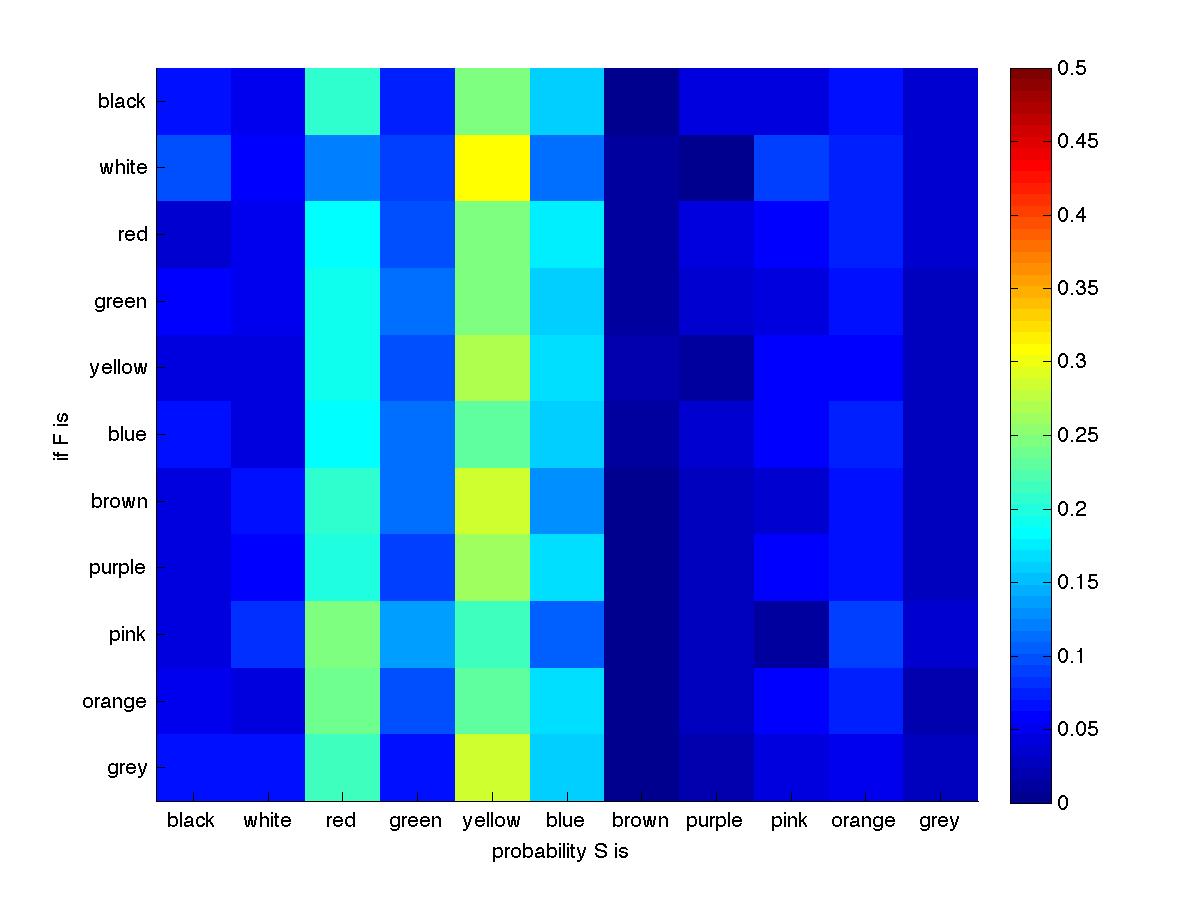 if F is
black
white
red
green
yellow
blue
brown
purple
pink
orange
grey
black white red green yellow blue brown purple pink orange grey
probability S is
0.5
0.45
0.4
0.35
0.3
0.25
0.2
0.15
0.1
0.05
0